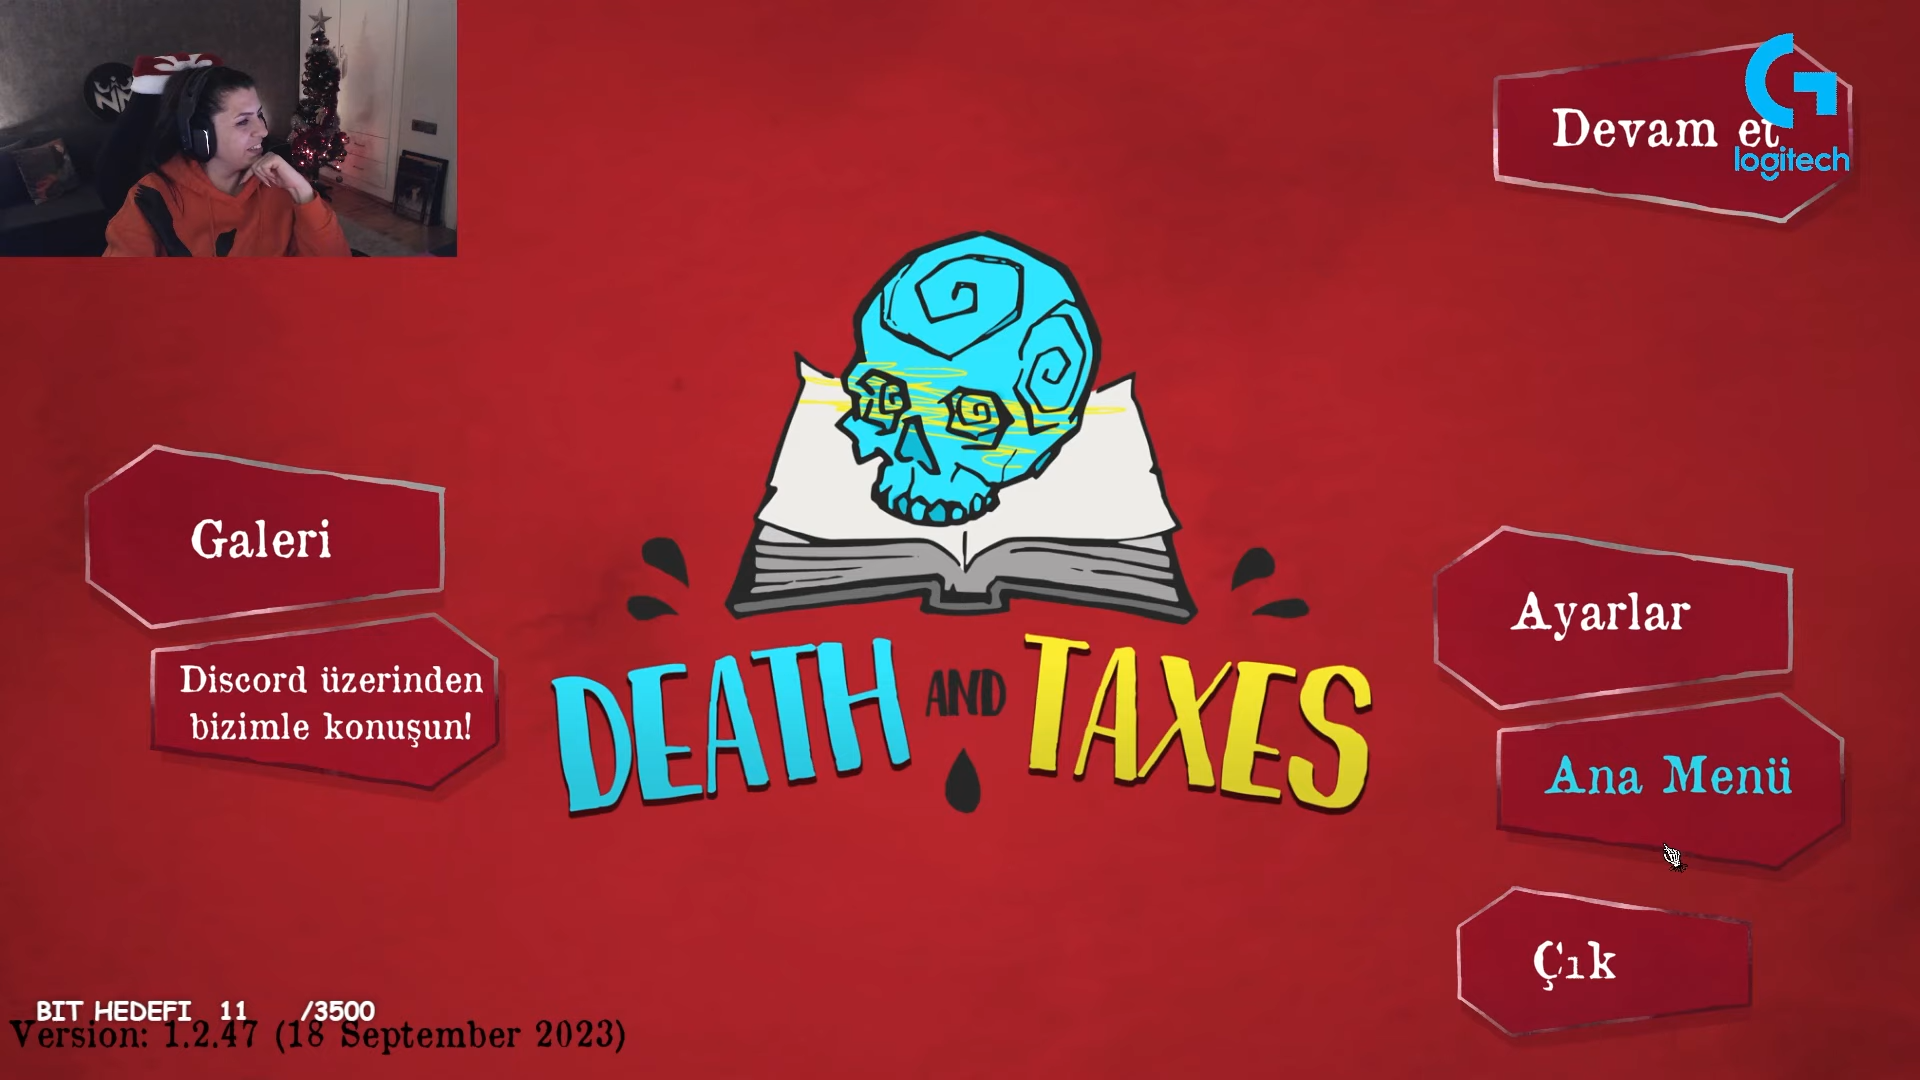 Devam et
logitech
Galeri
Discord üzerinden
bizimle konuşun!
DEATH AND TAXES
Ayarlar
Ana Menü
Çık
BIT HEDEFI 11 /3500
Version: 1.2.47 (18 September 2023)